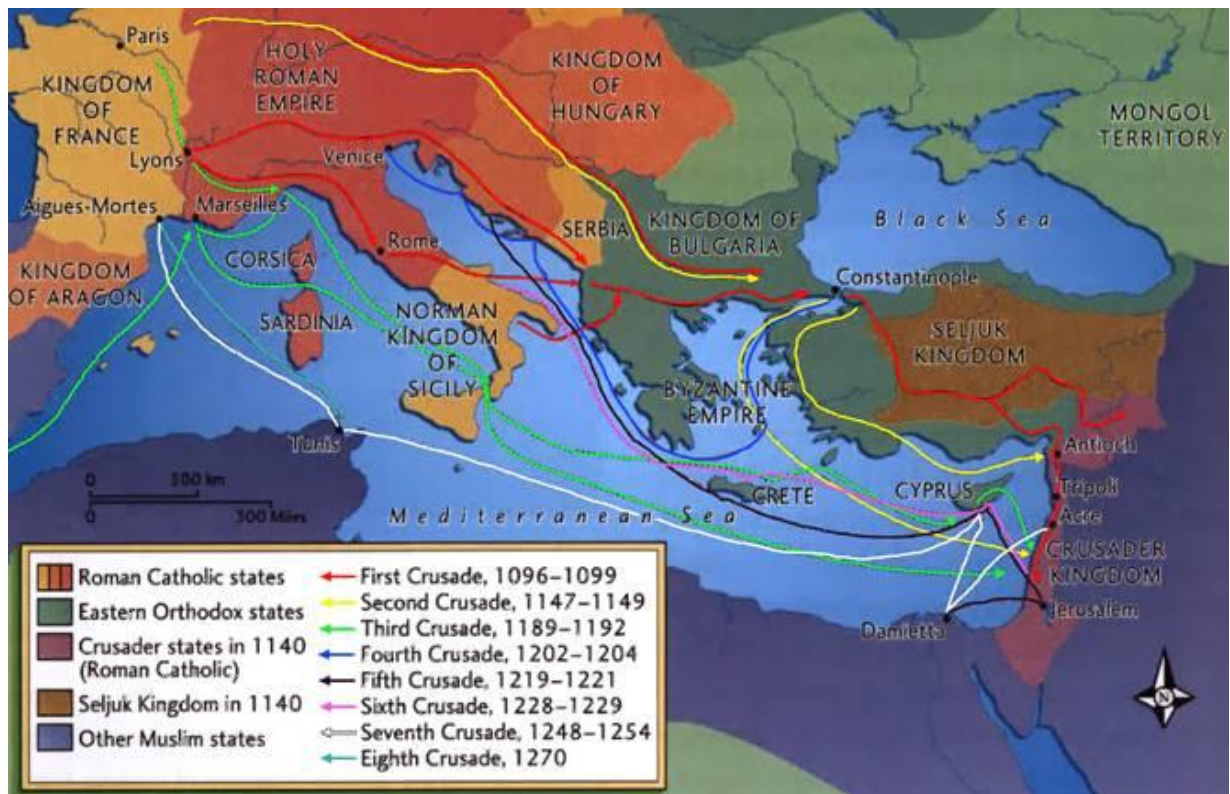 Paris
HOLY
ROMAN
EMPIRE
KINGDOM
OF
HUNGARY
KINGDOM
OF
FRANCE
MONGOL
TERRITORY
Lyons
Venice
Aigues-Mortes
Marseilles
SERBIA
KINGDOM OF
BULGARIA
Black Sea
KINGDOM
OF ARAGON
CORSICA
Rome
Constantinople
SARDINIA
NORMAN
KINGDOM
OF
SICILY
SELJUK
KINGDOM
BYZANTINE
EMPIRE
Tunis
Antioch
CRETE
CYPRUS
Tripoli
0 500 km
0 300 Miles
Mediterranean Sea
Acre
CRUSADER
KINGDOM
Jerusalem
Damietta
Roman Catholic states
Eastern Orthodox states
Crusader states in 1140
(Roman Catholic)
Seljuk Kingdom in 1140
Other Muslim states
First Crusade, 1096–1099
Second Crusade, 1147–1149
Third Crusade, 1189–1192
Fourth Crusade, 1202–1204
Fifth Crusade, 1219–1221
Sixth Crusade, 1228–1229
Seventh Crusade, 1248–1254
Eighth Crusade, 1270
N